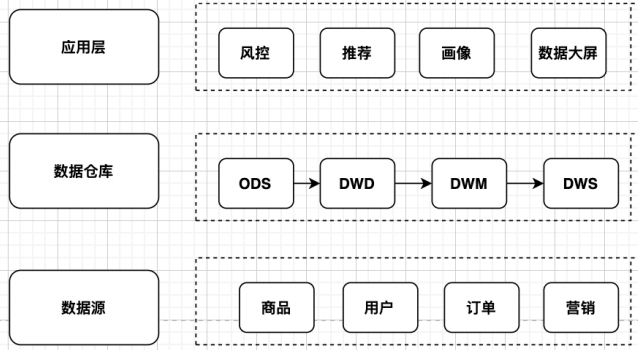 应用层
风控 推荐 画像 数据大屏
数据仓库
ODS DWD DWM DWS
数据源
商品 用户 订单 营销